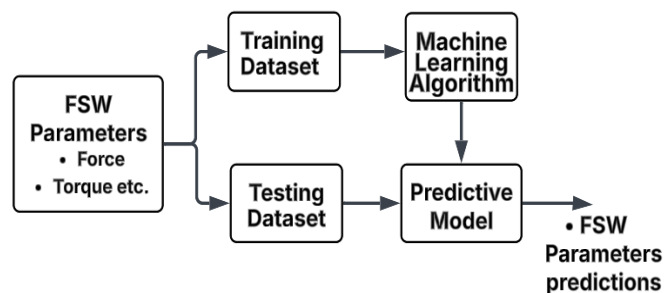 FSW
Parameters
• Force
• Torque etc.
Training
Dataset
Machine
Learning
Algorithm
Testing
Dataset
Predictive
Model
• FSW
Parameters
predictions